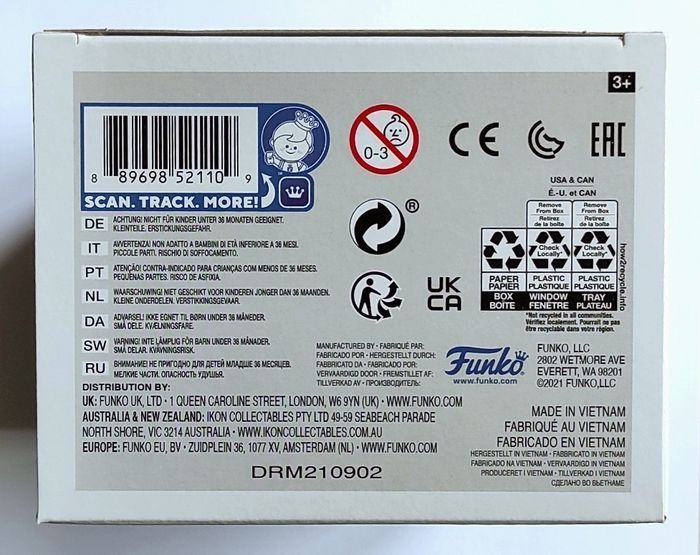 3+
8 89698 52110 9
SCAN. TRACK. MORE!
0-3
CE
EAC
®
DE ACHTUNG! NICHT FÜR KINDER UNTER 36 MONATEN GEEIGNET.
KLEINTEILE. ERSTICKUNGSGEFAHR.
IT AVVERTENZA! NON ADATTO A BAMBINI DI ETÀ INFERIORE A 36 MESI.
PICCOLE PARTI. RISCHIO DI SOFFOCAMENTO.
PT ATENÇÃO! CONTRA-INDICADO PARA CRIANÇAS COM MENOS DE 36 MESES.
PEQUENAS PARTES. RISCO DE ASFIXIA.
NL WAARSCHUWING! NIET GESCHIKT VOOR KINDEREN JONGER DAN 36 MAANDEN.
KLEINE ONDERDELEN. VERSTIKKINGSGEVAAR.
DA ADVARSEL! IKKE EGNET TIL BØRN UNDER 36 MÅNEDER.
SMÅ DELE. KVÆLNINGSFARE.
SW VARNING! INTE LÄMPLIG FÖR BARN UNDER 36 MÅNADER.
SMÅ DELAR. KVÄVNINGSRISK.
RU ВНИМАНИЕ! НЕ ПРИГОДНО ДЛЯ ДЕТЕЙ МЛАДШЕ 36 МЕСЯЦЕВ.
МЕЛКИЕ ЧАСТИ. ОПАСНОСТЬ УДУШЬЯ.
UK
CA
USA & CAN
É.-U. et CAN
Remove From Box Retirez de la boîte
Remove From Box Retirez de la boîte
Check Locally*
Check Locally*
PAPER PAPIER
PLASTIC PLASTIQUE
PLASTIC PLASTIQUE
BOX BOÎTE
WINDOW FENÊTRE
TRAY PLATEAU
how2recycle.info
*Not recycled in all communities.
Vérifiez localement. Pourrait ne pas
être recyclable dans votre région.
MANUFACTURED BY · FABRIQUÉ PAR:
FABRICADO POR · HERGESTELLT DURCH:
FABRICADO POR · FABBRICATO DA:
VERVAARDIGD DOOR · FREMSTILLET AF:
TILLVERKAD AV · ПРОИЗВОДИТЕЛЬ:
Funko
www.funko.com
FUNKO, LLC
2802 WETMORE AVE
EVERETT, WA 98201
©2021 FUNKO,LLC
DISTRIBUTION BY:
UK: FUNKO UK, LTD · 1 QUEEN CAROLINE STREET, LONDON, W6 9YN (UK) · WWW.FUNKO.COM
AUSTRALIA & NEW ZEALAND: IKON COLLECTABLES PTY LTD 49-59 SEABEACH PARADE
NORTH SHORE, VIC 3214 AUSTRALIA · WWW.IKONCOLLECTABLES.COM.AU
EUROPE: FUNKO EU, BV · ZUIDPLEIN 36, 1077 XV, AMSTERDAM (NL) · WWW.FUNKO.COM
MADE IN VIETNAM
FABRIQUÉ AU VIETNAM
FABRICADO EN VIETNAM
HERGESTELLT IN VIETNAM · FABBRICATO IN VIETNAM
FABRICADO NA VIETNAM · VERVAARDIGD IN VIETNAM
PRODUCERET I VIETNAM · TILLVERKAD I VIETNAM
СДЕЛАНО ВО ВЬЕТНАМЕ
DRM210902